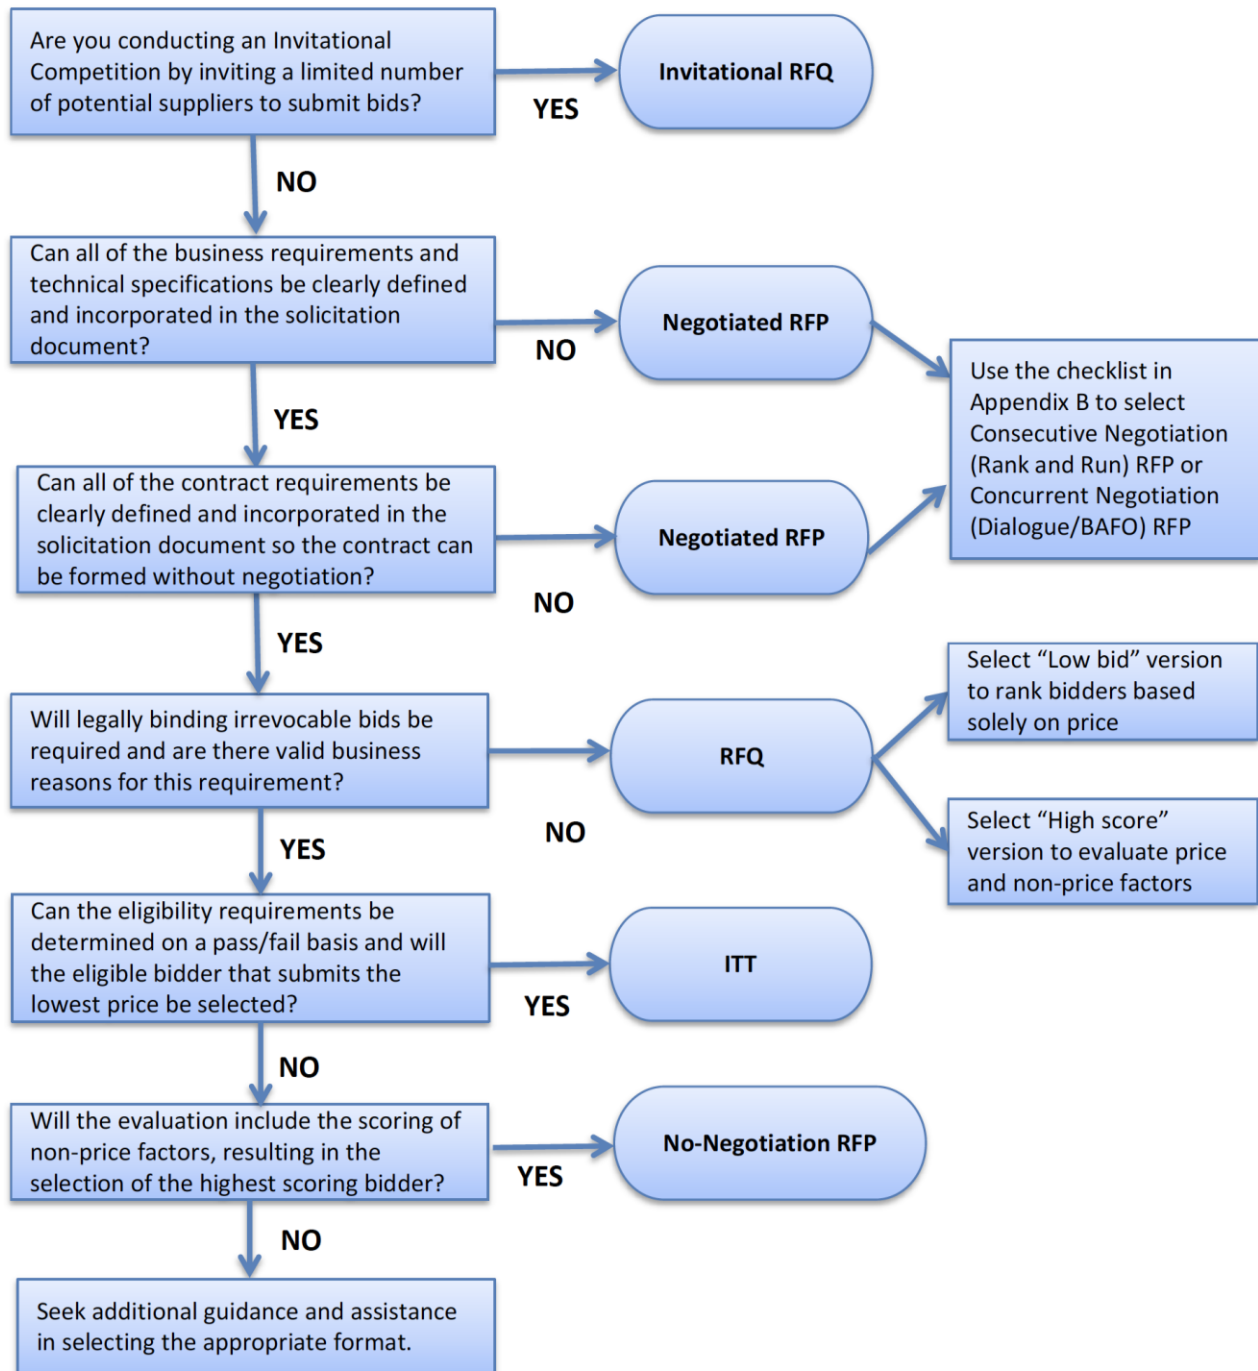 Are you conducting an Invitational
Competition by inviting a limited number
of potential suppliers to submit bids?
YES
Invitational RFQ
NO
Can all of the business requirements and
technical specifications be clearly defined
and incorporated in the solicitation
document?
NO
Negotiated RFP
Use the checklist in
Appendix B to select
Consecutive Negotiation
(Rank and Run) RFP or
Concurrent Negotiation
(Dialogue/BAFO) RFP
YES
Can all of the contract requirements be
clearly defined and incorporated in the
solicitation document so the contract can
be formed without negotiation?
NO
Negotiated RFP
YES
Will legally binding irrevocable bids be
required and are there valid business
reasons for this requirement?
NO
RFQ
Select “Low bid” version
to rank bidders based
solely on price
Select “High score”
version to evaluate price
and non-price factors
YES
Can the eligibility requirements be
determined on a pass/fail basis and will
the eligible bidder that submits the
lowest price be selected?
YES
ITT
NO
Will the evaluation include the scoring of
non-price factors, resulting in the
selection of the highest scoring bidder?
YES
No-Negotiation RFP
NO
Seek additional guidance and assistance
in selecting the appropriate format.